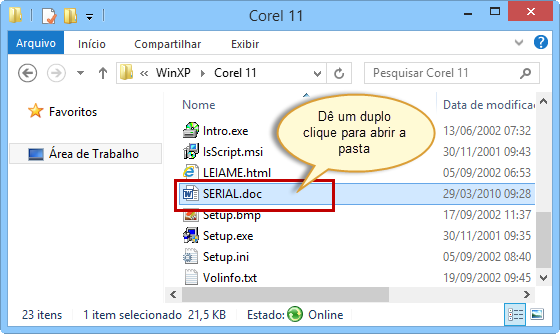 Corel 11
Arquivo Início Compartilhar Exibir
WinXP Corel 11 Pesquisar Corel 11
Favoritos
Área de Trabalho
Nome Data de modificaç
Intro.exe 13/06/2002 07:32
IsScript.msi 30/11/2001 09:43
LEIAME.html 05/09/2002 06:53
SERIAL.doc 29/03/2010 09:28
Setup.bmp 17/09/2002 11:37
Setup.exe 30/11/2001 09:35
Setup.ini 05/09/2002 08:40
Volinfo.txt 19/09/2002 09:45
Dê um duplo
clique para abrir a
pasta
23 itens 1 item selecionado 21,5 KB Estado: Online